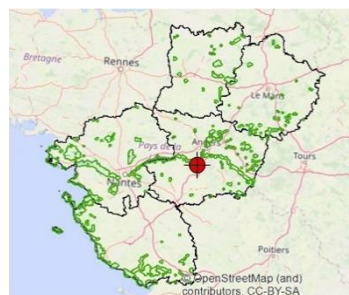 Bretagne
Rennes
Le Mans
Pays de la
Angers
Nantes
Tours
Poitiers
© OpenStreetMap (and)
contributors, CC-BY-SA